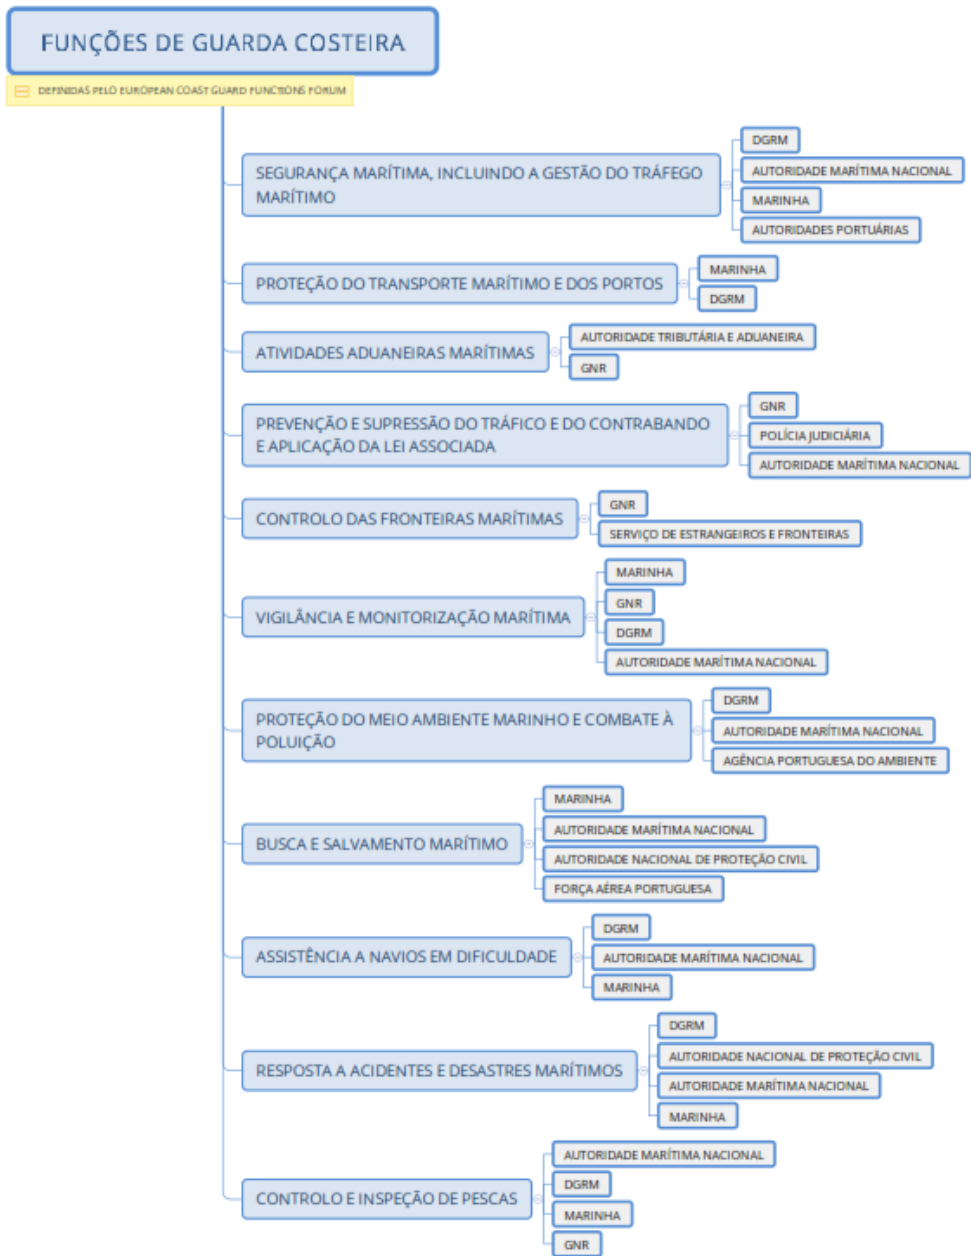 FUNÇÕES DE GUARDA COSTEIRA
DEFINIDAS PELO EUROPEAN COAST GUARD FUNCTIONS FORUM
SEGURANÇA MARÍTIMA, INCLUINDO A GESTÃO DO TRÁFEGO
MARÍTIMO
DGRM
AUTORIDADE MARÍTIMA NACIONAL
MARINHA
AUTORIDADES PORTUÁRIAS
PROTEÇÃO DO TRANSPORTE MARÍTIMO E DOS PORTOS
MARINHA
DGRM
ATIVIDADES ADUANEIRAS MARÍTIMAS
AUTORIDADE TRIBUTÁRIA E ADUANEIRA
GNR
PREVENÇÃO E SUPRESSÃO DO TRÁFICO E DO CONTRABANDO
E APLICAÇÃO DA LEI ASSOCIADA
GNR
POLÍCIA JUDICIÁRIA
AUTORIDADE MARÍTIMA NACIONAL
CONTROLO DAS FRONTEIRAS MARÍTIMAS
GNR
SERVIÇO DE ESTRANGEIROS E FRONTEIRAS
VIGILÂNCIA E MONITORIZAÇÃO MARÍTIMA
MARINHA
GNR
DGRM
AUTORIDADE MARÍTIMA NACIONAL
PROTEÇÃO DO MEIO AMBIENTE MARINHO E COMBATE À
POLUIÇÃO
DGRM
AUTORIDADE MARÍTIMA NACIONAL
AGÊNCIA PORTUGUESA DO AMBIENTE
BUSCA E SALVAMENTO MARÍTIMO
MARINHA
AUTORIDADE MARÍTIMA NACIONAL
AUTORIDADE NACIONAL DE PROTEÇÃO CIVIL
FORÇA AÉREA PORTUGUESA
ASSISTÊNCIA A NAVIOS EM DIFICULDADE
DGRM
AUTORIDADE MARÍTIMA NACIONAL
MARINHA
RESPOSTA A ACIDENTES E DESASTRES MARÍTIMOS
DGRM
AUTORIDADE NACIONAL DE PROTEÇÃO CIVIL
AUTORIDADE MARÍTIMA NACIONAL
MARINHA
CONTROLO E INSPEÇÃO DE PESCAS
AUTORIDADE MARÍTIMA NACIONAL
DGRM
MARINHA
GNR